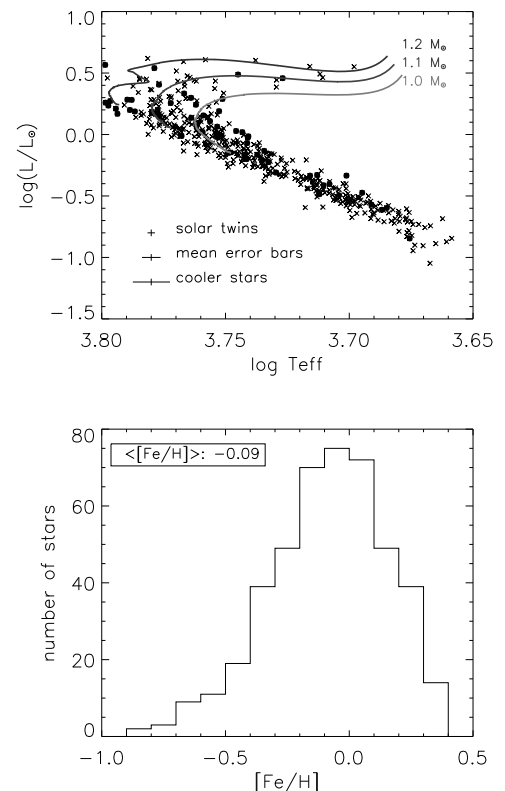 1.0
1.2 M⊙
1.1 M⊙
1.0 M⊙
0.5
0.0
−0.5
−1.0
−1.5
log(L/L⊙)
solar twins
mean error bars
cooler stars
3.80 3.75 3.70 3.65
log Teff
80
<[Fe/H]>: −0.09
60
40
20
0
number of stars
−1.0 −0.5 0.0 0.5
[Fe/H]